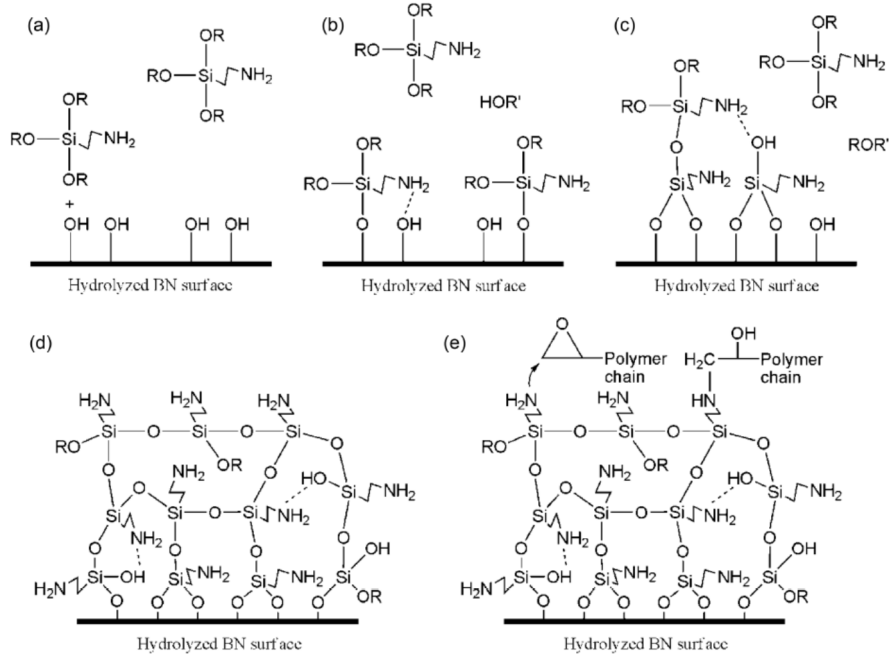 (a)
OR
RO—Si NH2
OR
OR
RO—Si NH2
OR
+
OH OH OH OH
Hydrolyzed BN surface
(b)
OR
RO—Si NH2
OR
HOR'
OR OR
RO—Si NH2 RO—Si NH2
O OH OH O
Hydrolyzed BN surface
(c)
OR
RO—Si NH2
OR
OR
RO—Si NH2
O OH
ROR'
Si NH2 Si NH2
O O O O OH
Hydrolyzed BN surface
(d)
H2N H2N H2N
Si—O—Si—O—Si
RO OR O
O NH2 O HO
Si NH2
O
Si Si—O—Si NH2
NH2
O O O O
OH
H2N Si—OH Si NH2 Si NH2 Si
OR
O O O O O O
Hydrolyzed BN surface
(e)
O
OH
Polymer
chain
H2C Polymer
chain
H2N H2N HN
Si—O—Si—O—Si
RO OR O
O NH2 O HO
Si NH2
O
Si Si—O—Si NH2
NH2
O O O O
OH
H2N Si—OH Si NH2 Si NH2 Si
OR
O O O O O O
Hydrolyzed BN surface